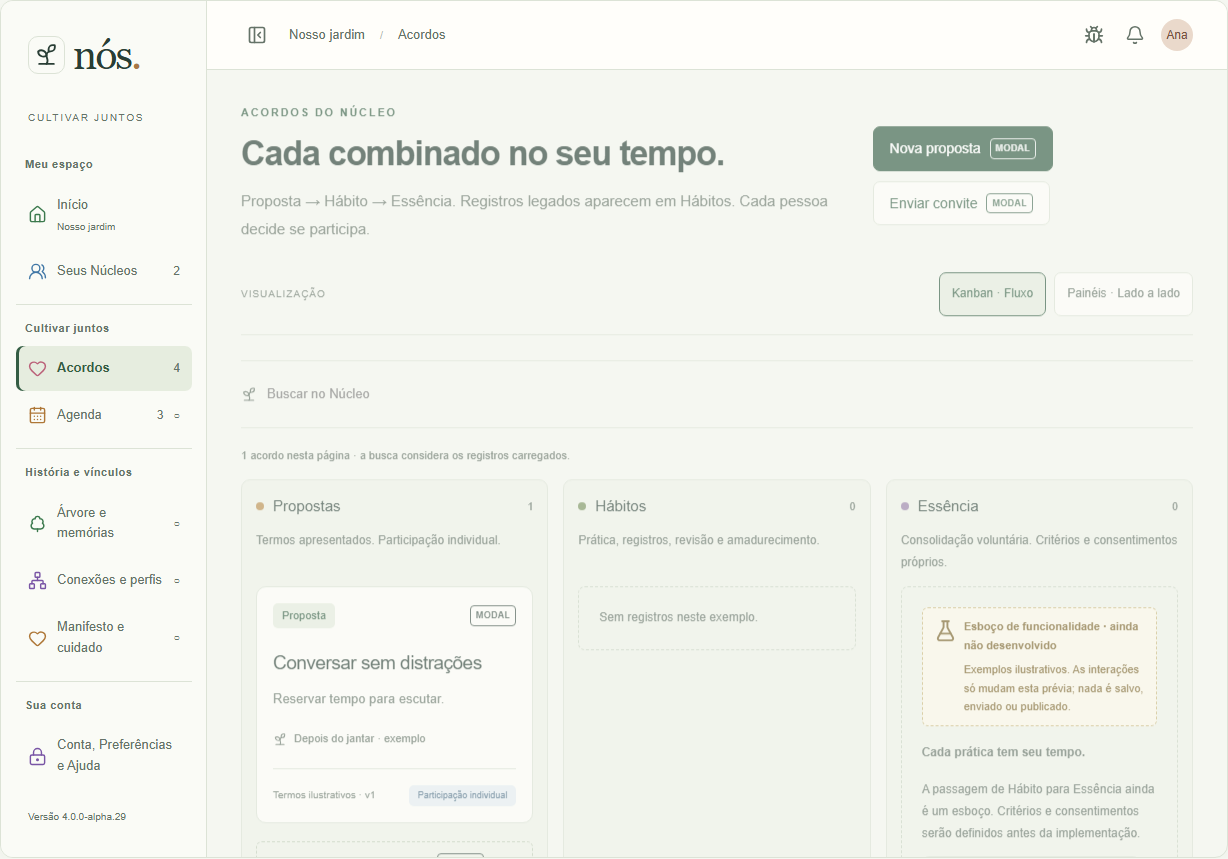 nós.
CULTIVAR JUNTOS
Meu espaço
Início
Nosso jardim
Seus Núcleos 2
Cultivar juntos
Acordos 4
Agenda 3
História e vínculos
Árvore e
memórias
Conexões e perfis
Manifesto e
cuidado
Sua conta
Conta, Preferências
e Ajuda
Versão 4.0.0-alpha.29
Nosso jardim / Acordos
Ana
ACORDOS DO NÚCLEO
Cada combinado no seu tempo.
Proposta → Hábito → Essência. Registros legados aparecem em Hábitos. Cada pessoa
decide se participa.
Nova proposta MODAL
Enviar convite MODAL
VISUALIZAÇÃO
Kanban · Fluxo
Painéis · Lado a lado
Buscar no Núcleo
1 acordo nesta página · a busca considera os registros carregados.
Propostas 1
Termos apresentados. Participação individual.
Proposta MODAL
Conversar sem distrações
Reservar tempo para escutar.
Depois do jantar · exemplo
Termos ilustrativos · v1
Participação individual
Hábitos 0
Prática, registros, revisão e amadurecimento.
Sem registros neste exemplo.
Essência 0
Consolidação voluntária. Critérios e consentimentos
próprios.
Esboço de funcionalidade · ainda
não desenvolvido
Exemplos ilustrativos. As interações
só mudam esta prévia; nada é salvo,
enviado ou publicado.
Cada prática tem seu tempo.
A passagem de Hábito para Essência ainda
é um esboço. Critérios e consentimentos
serão definidos antes da implementação.